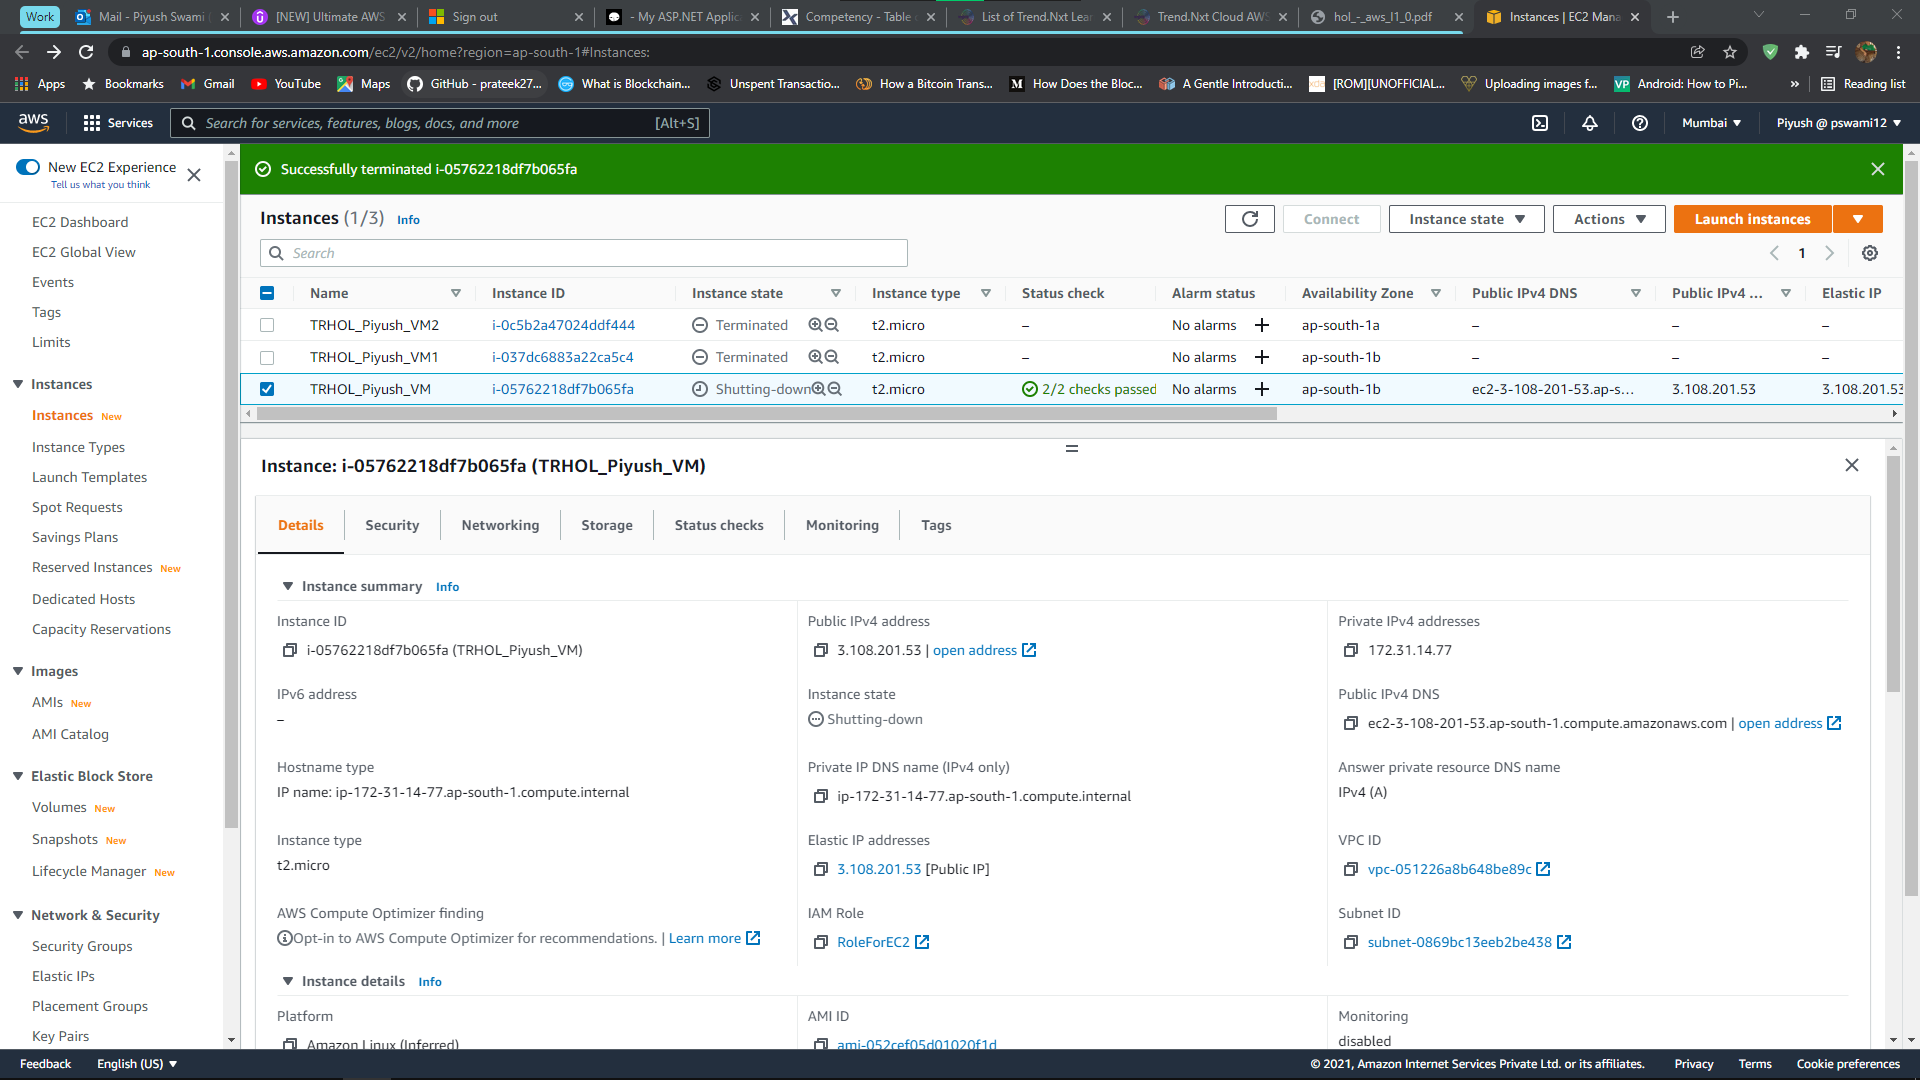 Work Mail - Piyush Swami [NEW] Ultimate AWS Sign out - My ASP.NET Applic Competency - Table List of Trend.Nxt Lear Trend.Nxt Cloud AWS hol_-_aws_l1_0.pdf Instances | EC2 Mana
ap-south-1.console.aws.amazon.com/ec2/v2/home?region=ap-south-1#Instances:
Apps Bookmarks Gmail YouTube Maps GitHub - prateek27... What is Blockchain... Unspent Transactio... How a Bitcoin Trans... How Does the Bloc... A Gentle Introducti... [ROM][UNOFFICIAL... Uploading images f... Android: How to Pi... » Reading list
aws Services Search for services, features, blogs, docs, and more [Alt+S] Mumbai Piyush @ pswami12
New EC2 Experience
Tell us what you think
EC2 Dashboard
EC2 Global View
Events
Tags
Limits
Instances
Instances New
Instance Types
Launch Templates
Spot Requests
Savings Plans
Reserved Instances New
Dedicated Hosts
Capacity Reservations
Images
AMIs New
AMI Catalog
Elastic Block Store
Volumes New
Snapshots New
Lifecycle Manager New
Network & Security
Security Groups
Elastic IPs
Placement Groups
Key Pairs
Successfully terminated i-05762218df7b065fa
Instances (1/3) Info Connect Instance state Actions Launch instances
Search 1
Name Instance ID Instance state Instance type Status check Alarm status Availability Zone Public IPv4 DNS Public IPv4 ... Elastic IP
TRHOL_Piyush_VM2 i-0c5b2a47024ddf444 Terminated t2.micro – No alarms + ap-south-1a – – –
TRHOL_Piyush_VM1 i-037dc6883a22ca5c4 Terminated t2.micro – No alarms + ap-south-1b – – –
TRHOL_Piyush_VM i-05762218df7b065fa Shutting-down t2.micro 2/2 checks passed No alarms + ap-south-1b ec2-3-108-201-53.ap-s... 3.108.201.53 3.108.201.53
Instance: i-05762218df7b065fa (TRHOL_Piyush_VM)
Details Security Networking Storage Status checks Monitoring Tags
Instance summary Info
Instance ID Public IPv4 address Private IPv4 addresses
i-05762218df7b065fa (TRHOL_Piyush_VM) 3.108.201.53 | open address 172.31.14.77
IPv6 address Instance state Public IPv4 DNS
– Shutting-down ec2-3-108-201-53.ap-south-1.compute.amazonaws.com | open address
Hostname type Private IP DNS name (IPv4 only) Answer private resource DNS name
IP name: ip-172-31-14-77.ap-south-1.compute.internal ip-172-31-14-77.ap-south-1.compute.internal IPv4 (A)
Instance type Elastic IP addresses VPC ID
t2.micro 3.108.201.53 [Public IP] vpc-051226a8b648be89c
AWS Compute Optimizer finding IAM Role Subnet ID
Opt-in to AWS Compute Optimizer for recommendations. | Learn more RoleForEC2 subnet-0869bc13eeb2be438
Instance details Info
Platform AMI ID Monitoring
Amazon Linux (Inferred) ami-052cef05d01020f1d disabled
Feedback English (US) © 2021, Amazon Internet Services Private Ltd. or its affiliates. Privacy Terms Cookie preferences